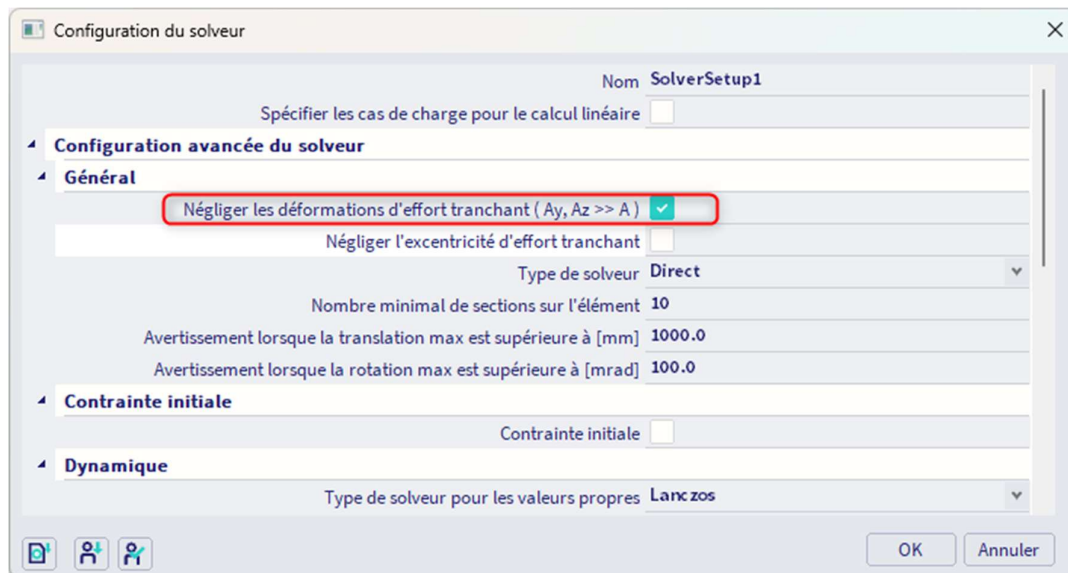 Configuration du solveur
Nom SolverSetup1
Spécifier les cas de charge pour le calcul linéaire
Configuration avancée du solveur
Général
Négliger les déformations d'effort tranchant ( Ay, Az >> A )
Négliger l'excentricité d'effort tranchant
Type de solveur Direct
Nombre minimal de sections sur l'élément 10
Avertissement lorsque la translation max est supérieure à [mm] 1000.0
Avertissement lorsque la rotation max est supérieure à [mrad] 100.0
Contrainte initiale
Contrainte initiale
Dynamique
Type de solveur pour les valeurs propres Lanczos
OK Annuler